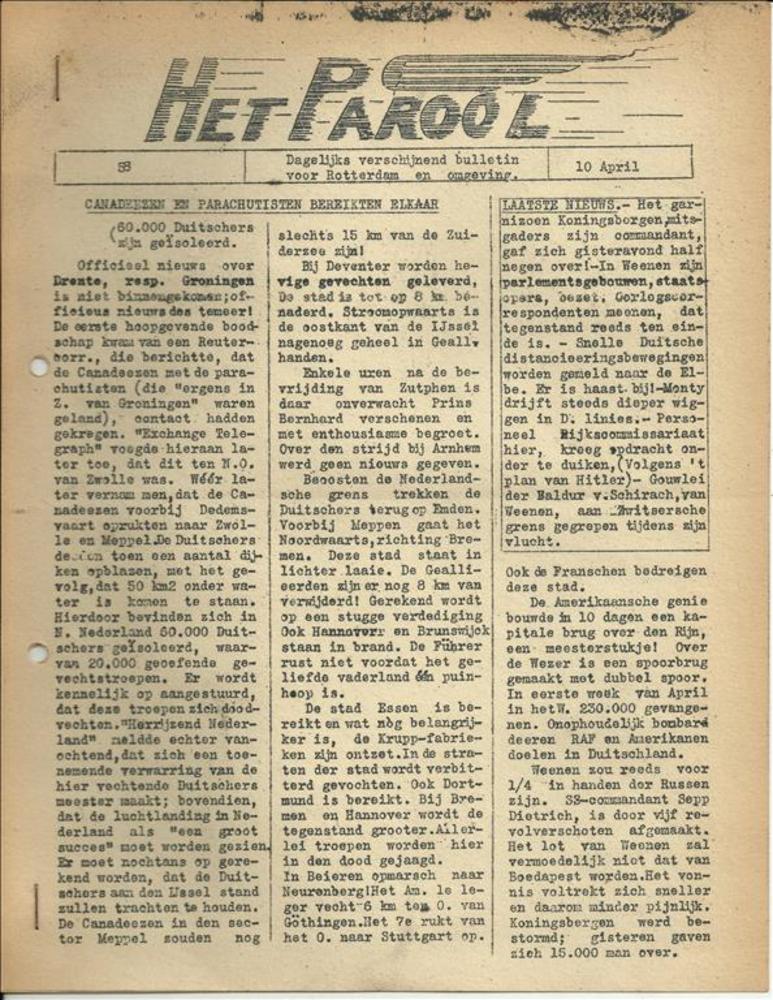 HET PAROOL
58
Dagelijks verschijnend bulletin
voor Rotterdam en omgeving.
10 April
CANADEEZEN EN PARACHUTISTEN BEREIKTEN ELKAAR
(60.000 Duitschers
zijn geïsoleerd.
Officieel nieuws over
Drente, resp. Groningen
is niet binnengekomen; of-
ficieus nieuws des temeer!
De eerste hoopgevende bood-
schap kwam van een Reuter-
corr., die berichtte, dat
de Canadeezen met de para-
chutisten (die "ergens in
Z. van Groningen" waren
geland), contact hadden
gekregen. "Exchange Tele-
graph" voegde hieraan la-
ter toe, dat dit ten N.O.
van Zwolle was. Wéér la-
ter vernam men, dat de Ca-
nadeezen voorbij Dedems-
vaart oprukten naar Zwol-
le en Meppel. De Duitschers
deden toen een aantal dij-
ken opblazen, met het ge-
volg, dat 50 km2 onder wa-
ter is komen te staan.
Hierdoor bevinden zich in
N. Nederland 60.000 Duit-
schers geïsoleerd, waar-
van 20.000 geoefende ge-
vechtstroepen. Er wordt
kennelijk op aangestuurd,
dat deze troepen zich dood-
vechten. "Herrijzend Neder-
land" meldde echter van-
ochtend, dat zich een toe-
nemende verwarring van de
hier vechtende Duitschers
meester maakt; bovendien,
dat de luchtlanding in Ne-
derland als "een groot
succes" moet worden gezien.
Er moet nochtans op gere-
kend worden, dat de Duit-
schers aan den IJssel stand
zullen trachten te houden.
De Canadeezen in den sec-
tor Meppel zouden nog
slechts 15 km van de Zui-
derzee zijn!
Bij Deventer worden he-
vige gevechten geleverd,
De stad is tot op 8 km. be-
naderd. Stroomopwaarts is
de oostkant van de IJssel
nagenoeg geheel in Geall.
handen.
Enkele uren na de be-
vrijding van Zutphen is
daar onverwacht Prins
Bernhard verschenen en
met enthousiasme begroet.
Over den strijd bij Arnhem
werd geen nieuws gegeven.
Beoosten de Nederland-
sche grens trekken de
Duitschers terug op Emden.
Voorbij Meppen gaat het
Noordwaarts, richting Bre-
men. Deze stad staat in
lichter laaie. De Gealli-
eerden zijn er nog 8 km van
verwijderd! Gerekend wordt
op een stugge verdediging
Ook Hannover en Brunswijck
staan in brand. De Führer
rust niet voordat het ge-
liefde vaderland één puin-
hoop is.
De stad Essen is be-
reikt en wat nòg belangrij-
ker is, de Krupp-fabrie-
ken zijn ontzet. In de stra-
ten der stad wordt verbit-
terd gevochten. Ook Dort-
mund is bereikt. Bij Bre-
men en Hannover wordt de
tegenstand grooter. Aller-
lei troepen worden hier
in den dood gejaagd.
In Beieren opmarsch naar
Neurenberg! Het Am. 1e le-
ger vecht 6 km ten O. van
Göthingen. Het 7e rukt van
het O. naar Stuttgart op.
LAATSTE NIEUWS.- Het gar-
nizoen Koningsbergen, mits-
gaders zijn commandant,
gaf zich gisteravond half
negen over!-In Weenen zijn
parlementsgebouwen, staats-
opera, bezet. Oorlogscor-
respondenten meenen, dat
tegenstand reeds ten ein-
de is. - Snelle Duitsche
distancieeringsbewegingen
worden gemeld naar de El-
be. Er is haast bij!-Monty
drijft steeds dieper wig-
gen in D. linies.- Perso-
neel Rijkscommissariaat
hier, kreeg opdracht on-
der te duiken, (Volgens 't
plan van Hitler)- Gouwlei
der Baldur v. Schirach, van
Weenen, aan Zwitsersche
grens gegrepen tijdens zijn
vlucht.
Ook de Franschen bedreigen
deze stad.
De Amerikaansche genie
bouwde in 10 dagen een ka-
pitale brug over den Rijn,
een meesterstukje! Over
de Wezer is een spoorbrug
gemaakt met dubbel spoor.
In eerste week van April
in het W. 230.000 gevange-
nen. Onophoudelijk bombard
deeren RAF en Amerikanen
doelen in Duitschland.
Weenen zou reeds voor
1/4 in handen der Russen
zijn. SS-commandant Sepp
Dietrich, is door vijf re-
volverschoten afgemaakt.
Het lot van Weenen zal
vermoedelijk niet dat van
Boedapest worden. Het von-
nis voltrekt zich sneller
en daarom minder pijnlijk.
Koningsbergen werd be-
stormd; gisteren gaven
zich 15.000 man over.